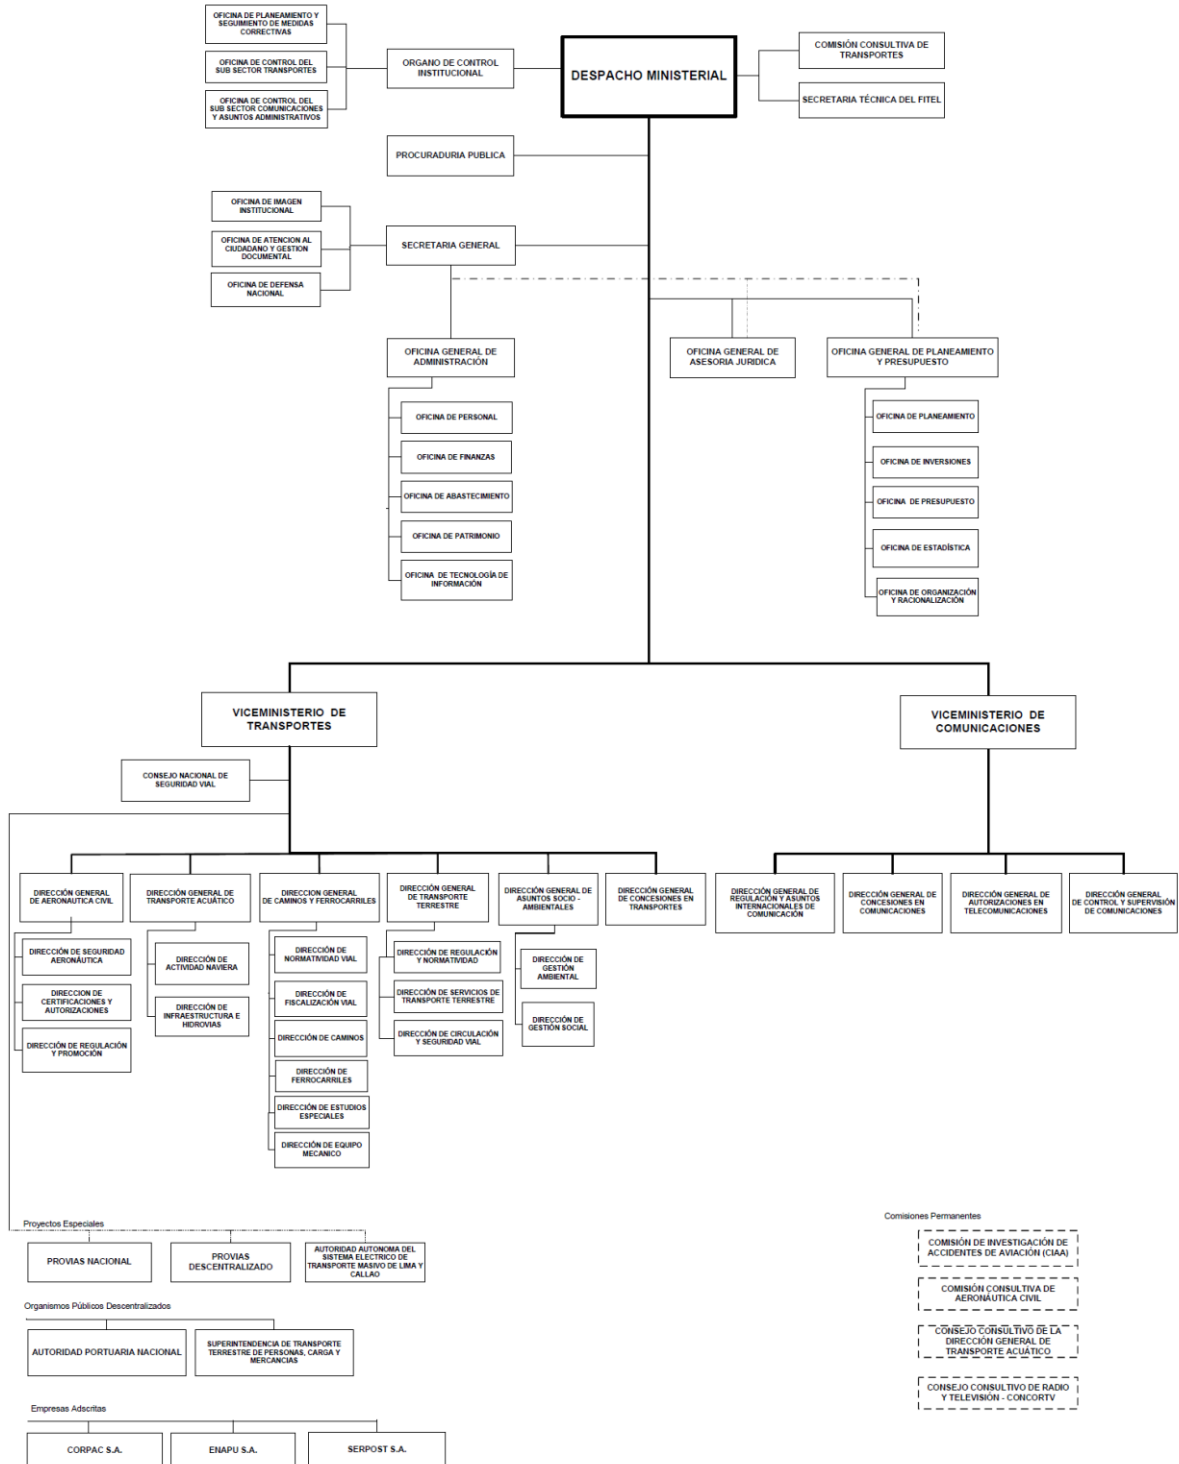 OFICINA DE PLANEAMIENTO Y
SEGUIMIENTO DE MEDIDAS
CORRECTIVAS
OFICINA DE CONTROL DEL
SUB SECTOR TRANSPORTES
OFICINA DE CONTROL DEL
SUB SECTOR COMUNICACIONES
Y ASUNTOS ADMINISTRATIVOS
ORGANO DE CONTROL
INSTITUCIONAL
DESPACHO MINISTERIAL
COMISIÓN CONSULTIVA DE
TRANSPORTES
SECRETARIA TÉCNICA DEL FITEL
PROCURADURIA PUBLICA
OFICINA DE IMAGEN
INSTITUCIONAL
OFICINA DE ATENCION AL
CIUDADANO Y GESTION
DOCUMENTAL
OFICINA DE DEFENSA
NACIONAL
SECRETARIA GENERAL
OFICINA GENERAL DE
ADMINISTRACIÓN
OFICINA GENERAL DE
ASESORIA JURIDICA
OFICINA GENERAL DE PLANEAMIENTO
Y PRESUPUESTO
OFICINA DE PERSONAL
OFICINA DE FINANZAS
OFICINA DE ABASTECIMIENTO
OFICINA DE PATRIMONIO
OFICINA DE TECNOLOGÍA DE
INFORMACIÓN
OFICINA DE PLANEAMIENTO
OFICINA DE INVERSIONES
OFICINA DE PRESUPUESTO
OFICINA DE ESTADÍSTICA
OFICINA DE ORGANIZACIÓN
Y RACIONALIZACIÓN
VICEMINISTERIO DE
TRANSPORTES
VICEMINISTERIO DE
COMUNICACIONES
CONSEJO NACIONAL DE
SEGURIDAD VIAL
DIRECCIÓN GENERAL
DE AERONAUTICA CIVIL
DIRECCIÓN GENERAL DE
TRANSPORTE ACUÁTICO
DIRECCION GENERAL
DE CAMINOS Y FERROCARRILES
DIRECCIÓN GENERAL
DE TRANSPORTE
TERRESTRE
DIRECCIÓN GENERAL DE
ASUNTOS SOCIO -
AMBIENTALES
DIRECCIÓN GENERAL
DE CONCESIONES EN
TRANSPORTES
DIRECCIÓN GENERAL DE
REGULACIÓN Y ASUNTOS
INTERNACIONALES DE
COMUNICACIÓN
DIRECCIÓN GENERAL DE
CONCESIONES EN
COMUNICACIONES
DIRECCIÓN GENERAL DE
AUTORIZACIONES EN
TELECOMUNICACIONES
DIRECCIÓN GENERAL
DE CONTROL Y SUPERVISIÓN
DE COMUNICACIONES
DIRECCIÓN DE SEGURIDAD
AERONÁUTICA
DIRECCION DE
CERTIFICACIONES Y
AUTORIZACIONES
DIRECCIÓN DE REGULACIÓN
Y PROMOCIÓN
DIRECCIÓN DE
ACTIVIDAD NAVIERA
DIRECCIÓN DE
INFRAESTRUCTURA E
HIDROVIAS
DIRECCIÓN DE
NORMATIVIDAD VIAL
DIRECCIÓN DE
FISCALIZACIÓN VIAL
DIRECCIÓN DE CAMINOS
DIRECCIÓN DE
FERROCARRILES
DIRECCIÓN DE ESTUDIOS
ESPECIALES
DIRECCIÓN DE EQUIPO
MECANICO
DIRECCIÓN DE REGULACIÓN
Y NORMATIVIDAD
DIRECCIÓN DE SERVICIOS DE
TRANSPORTE TERRESTRE
DIRECCIÓN DE CIRCULACIÓN
Y SEGURIDAD VIAL
DIRECCIÓN DE
GESTIÓN
AMBIENTAL
DIRECCIÓN DE
GESTIÓN SOCIAL
Proyectos Especiales
PROVIAS NACIONAL
PROVIAS
DESCENTRALIZADO
AUTORIDAD AUTONOMA DEL
SISTEMA ELECTRICO DE
TRANSPORTE MASIVO DE LIMA Y
CALLAO
Organismos Públicos Descentralizados
AUTORIDAD PORTUARIA NACIONAL
SUPERINTENDENCIA DE TRANSPORTE
TERRESTRE DE PERSONAS, CARGA Y
MERCANCIAS
Empresas Adscritas
CORPAC S.A.
ENAPU S.A.
SERPOST S.A.
Comisiones Permanentes
COMISIÓN DE INVESTIGACIÓN DE
ACCIDENTES DE AVIACIÓN (CIAA)
COMISIÓN CONSULTIVA DE
AERONÁUTICA CIVIL
CONSEJO CONSULTIVO DE LA
DIRECCIÓN GENERAL DE
TRANSPORTE ACUÁTICO
CONSEJO CONSULTIVO DE RADIO
Y TELEVISIÓN - CONCORTV